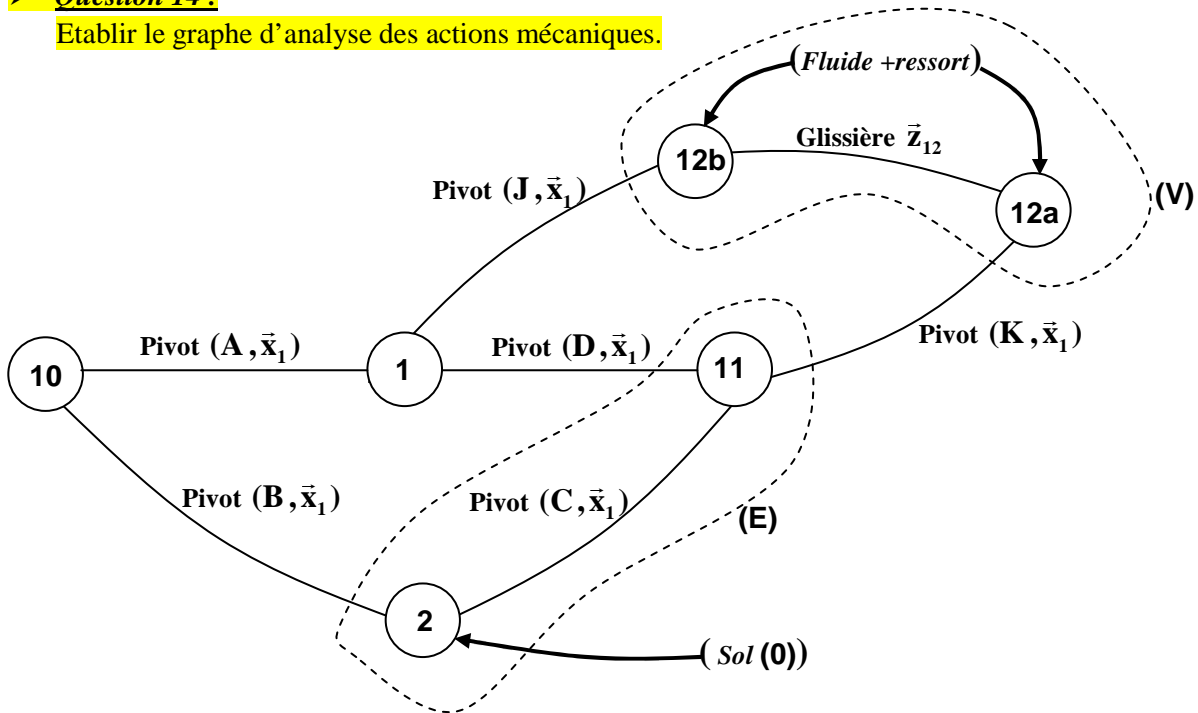 ➤ Question 14 :
Etablir le graphe d’analyse des actions mécaniques.
(Fluide +ressort)
12b
Glissière z⃗₁₂
12a
(V)
Pivot (J, x⃗₁)
Pivot (K, x⃗₁)
10
Pivot (A, x⃗₁)
1
Pivot (D, x⃗₁)
11
Pivot (B, x⃗₁)
Pivot (C, x⃗₁)
(E)
2
( Sol (0))